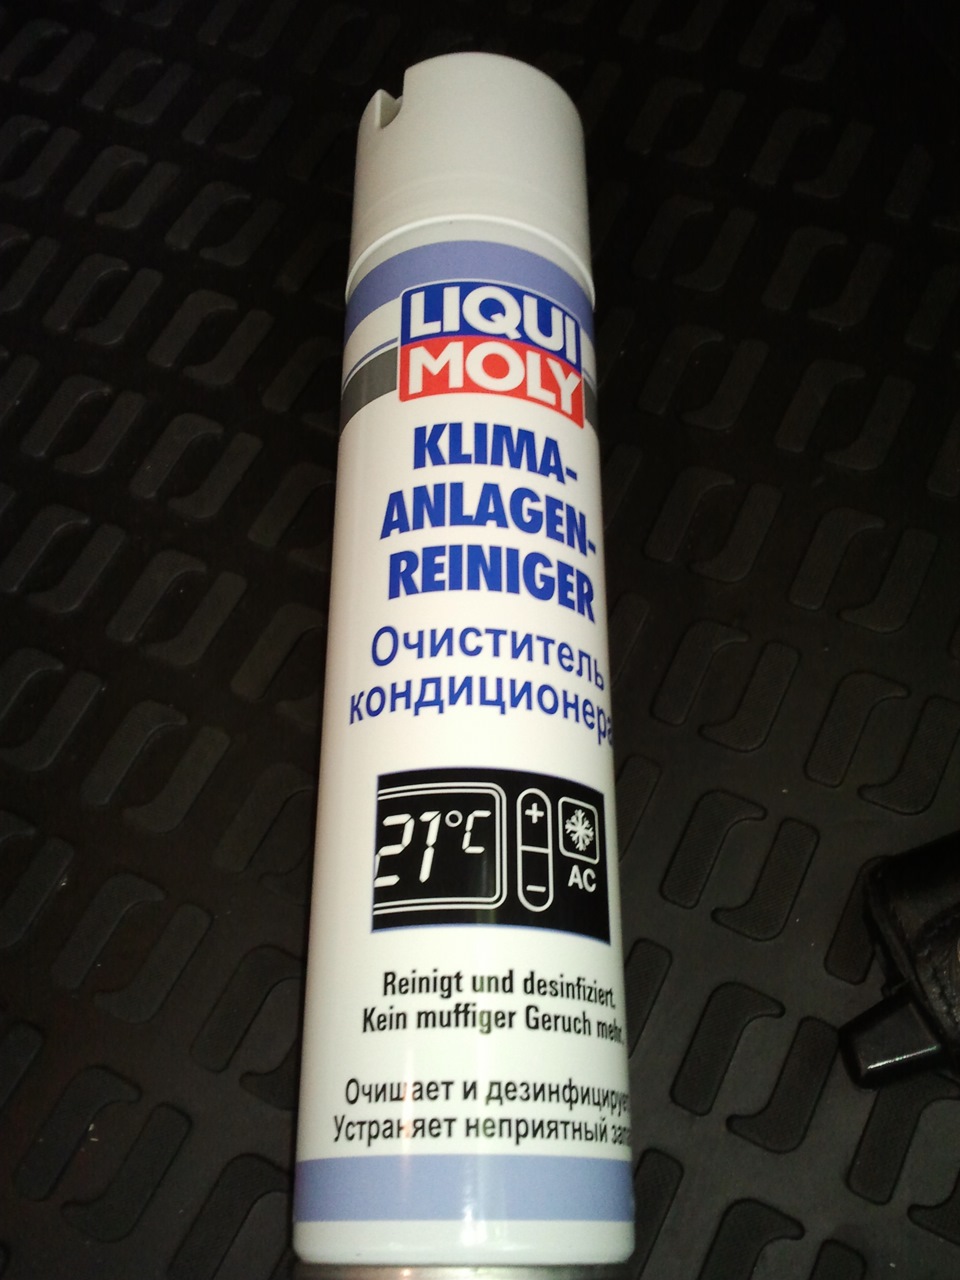 LIQUI
MOLY
KLIMA-
ANLAGEN-
REINIGER
Очиститель
кондиционера
21°C
+
−
AC
Reinigt und desinfiziert.
Kein muffiger Geruch mehr.
Очищает и дезинфицирует
Устраняет неприятный